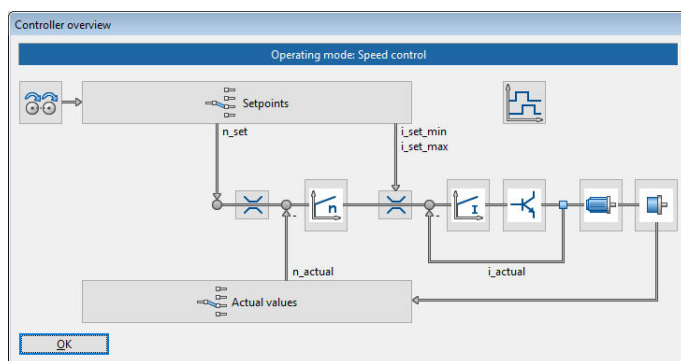 Controller overview
Operating mode: Speed control
Setpoints
n_set
i_set_min
i_set_max
n
I
-
-
n_actual
i_actual
Actual values
OK